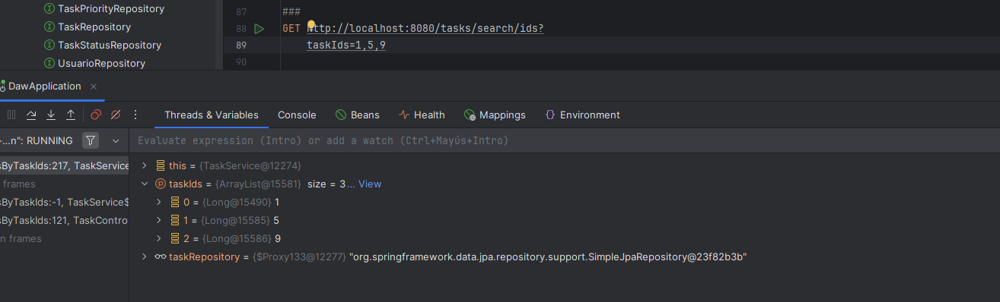 TaskPriorityRepository
TaskRepository
TaskStatusRepository
UsuarioRepository
87 ###
88 GET http://localhost:8080/tasks/search/ids?
89 taskIds=1,5,9
90
DawApplication
Threads & Variables Console Beans Health Mappings Environment
-...n": RUNNING
Evaluate expression (Intro) or add a watch (Ctrl+Mayús+Intro)
sByTaskIds:217, TaskService
this = {TaskService@12274}
frames
taskIds = {ArrayList@15581} size = 3... View
sByTaskIds:-1, TaskService$
0 = {Long@15490} 1
sByTaskIds:121, TaskContro
1 = {Long@15585} 5
n frames
2 = {Long@15586} 9
taskRepository = {$Proxy133@12277} "org.springframework.data.jpa.repository.support.SimpleJpaRepository@23f82b3b"